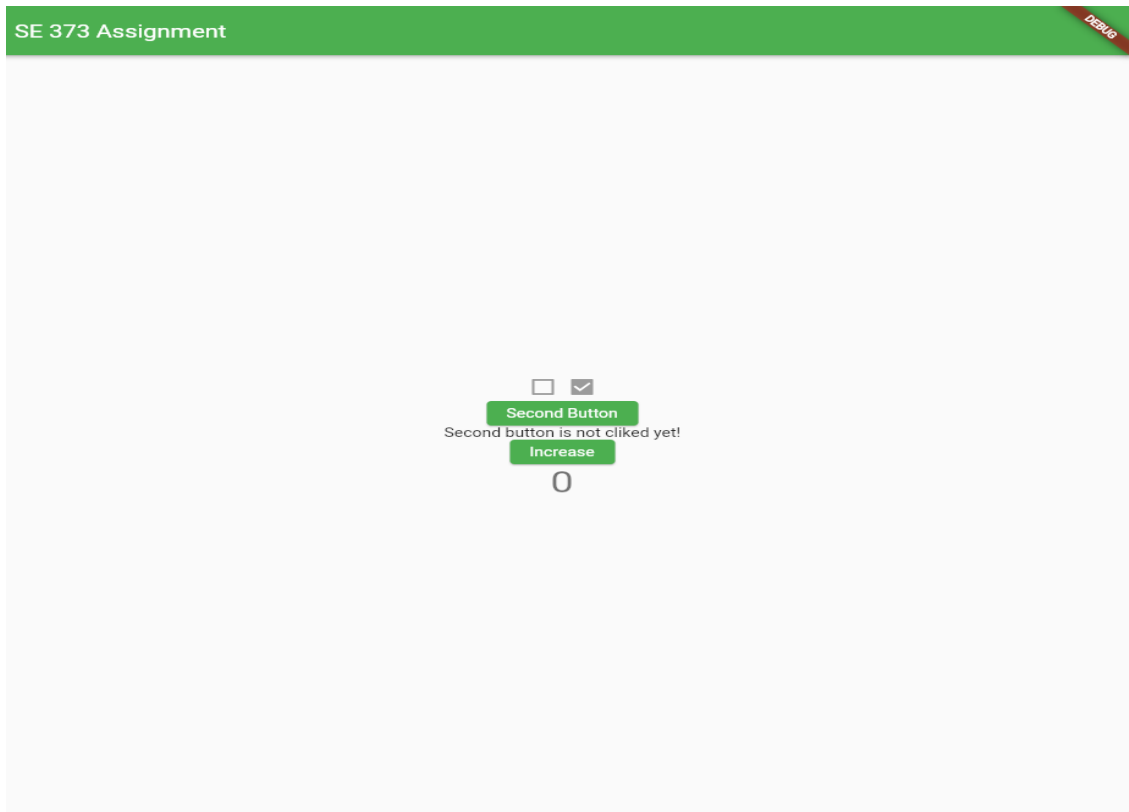 SE 373 Assignment
DEBUG
Second Button
Second button is not cliked yet!
Increase
0